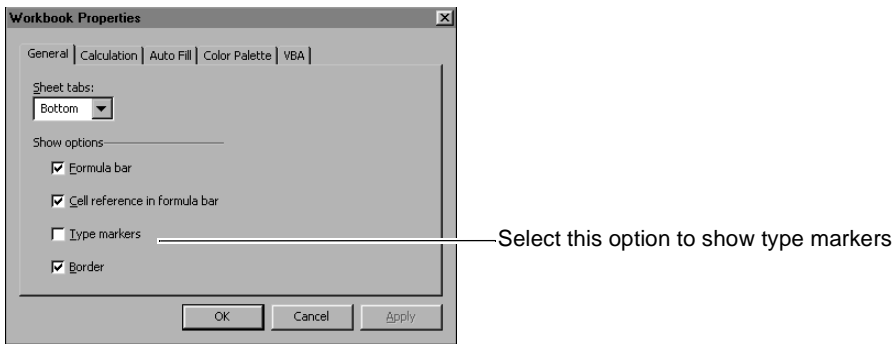 Workbook Properties
General Calculation Auto Fill Color Palette VBA
Sheet tabs:
Bottom
Show options
Formula bar
Cell reference in formula bar
Type markers
Select this option to show type markers
Border
OK Cancel Apply